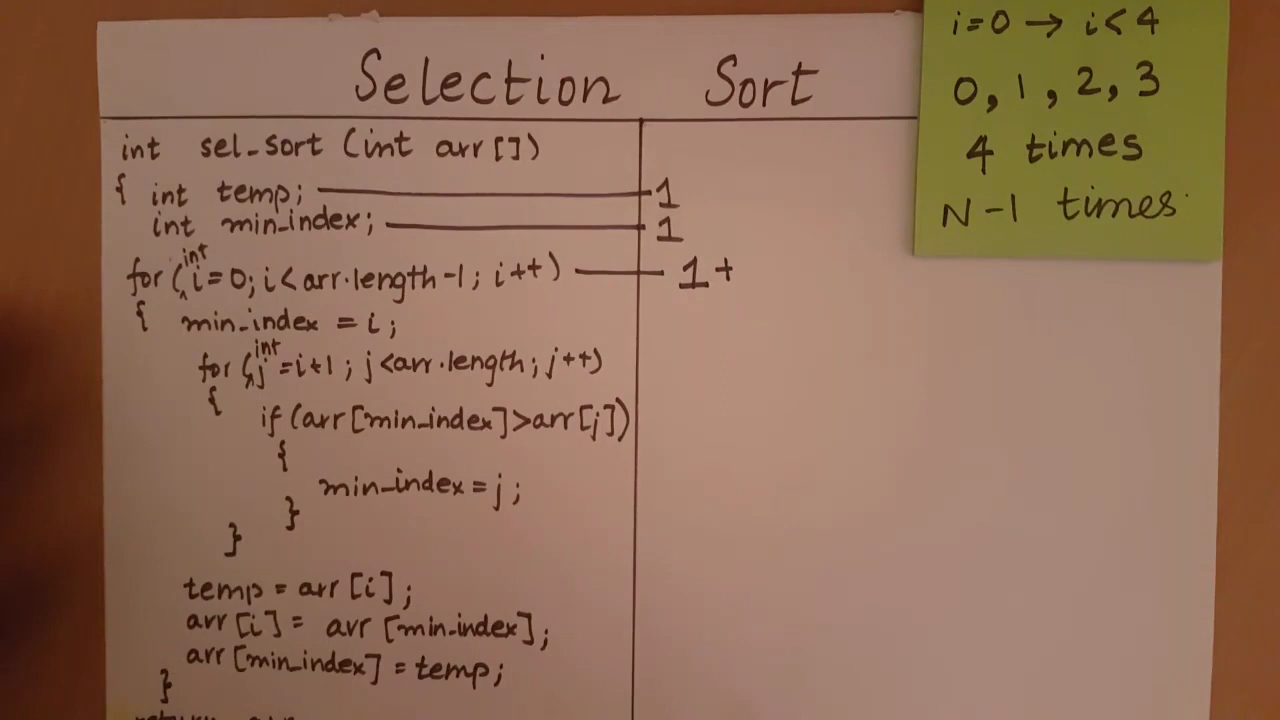 Selection Sort
int sel_sort (int arr[])
{ int temp; 1
int min_index; 1
for (int i=0; i<arr.length-1; i++) 1+
{ min_index = i;
for (int j=i+1; j<arr.length; j++)
{
if (arr[min_index]>arr[j])
{
min_index=j;
}
}
temp = arr[i];
arr[i] = arr[min_index];
arr[min_index] = temp;
}
i=0 → i<4
0, 1, 2, 3
4 times
N-1 times